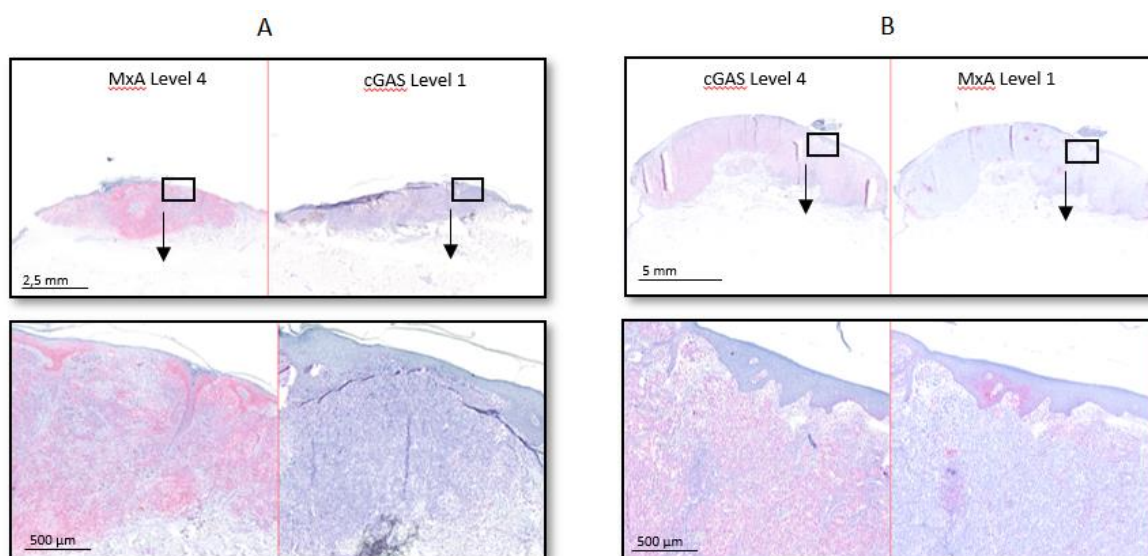 A
MxA Level 4
cGAS Level 1
2,5 mm
500 µm
B
cGAS Level 4
MxA Level 1
5 mm
500 µm